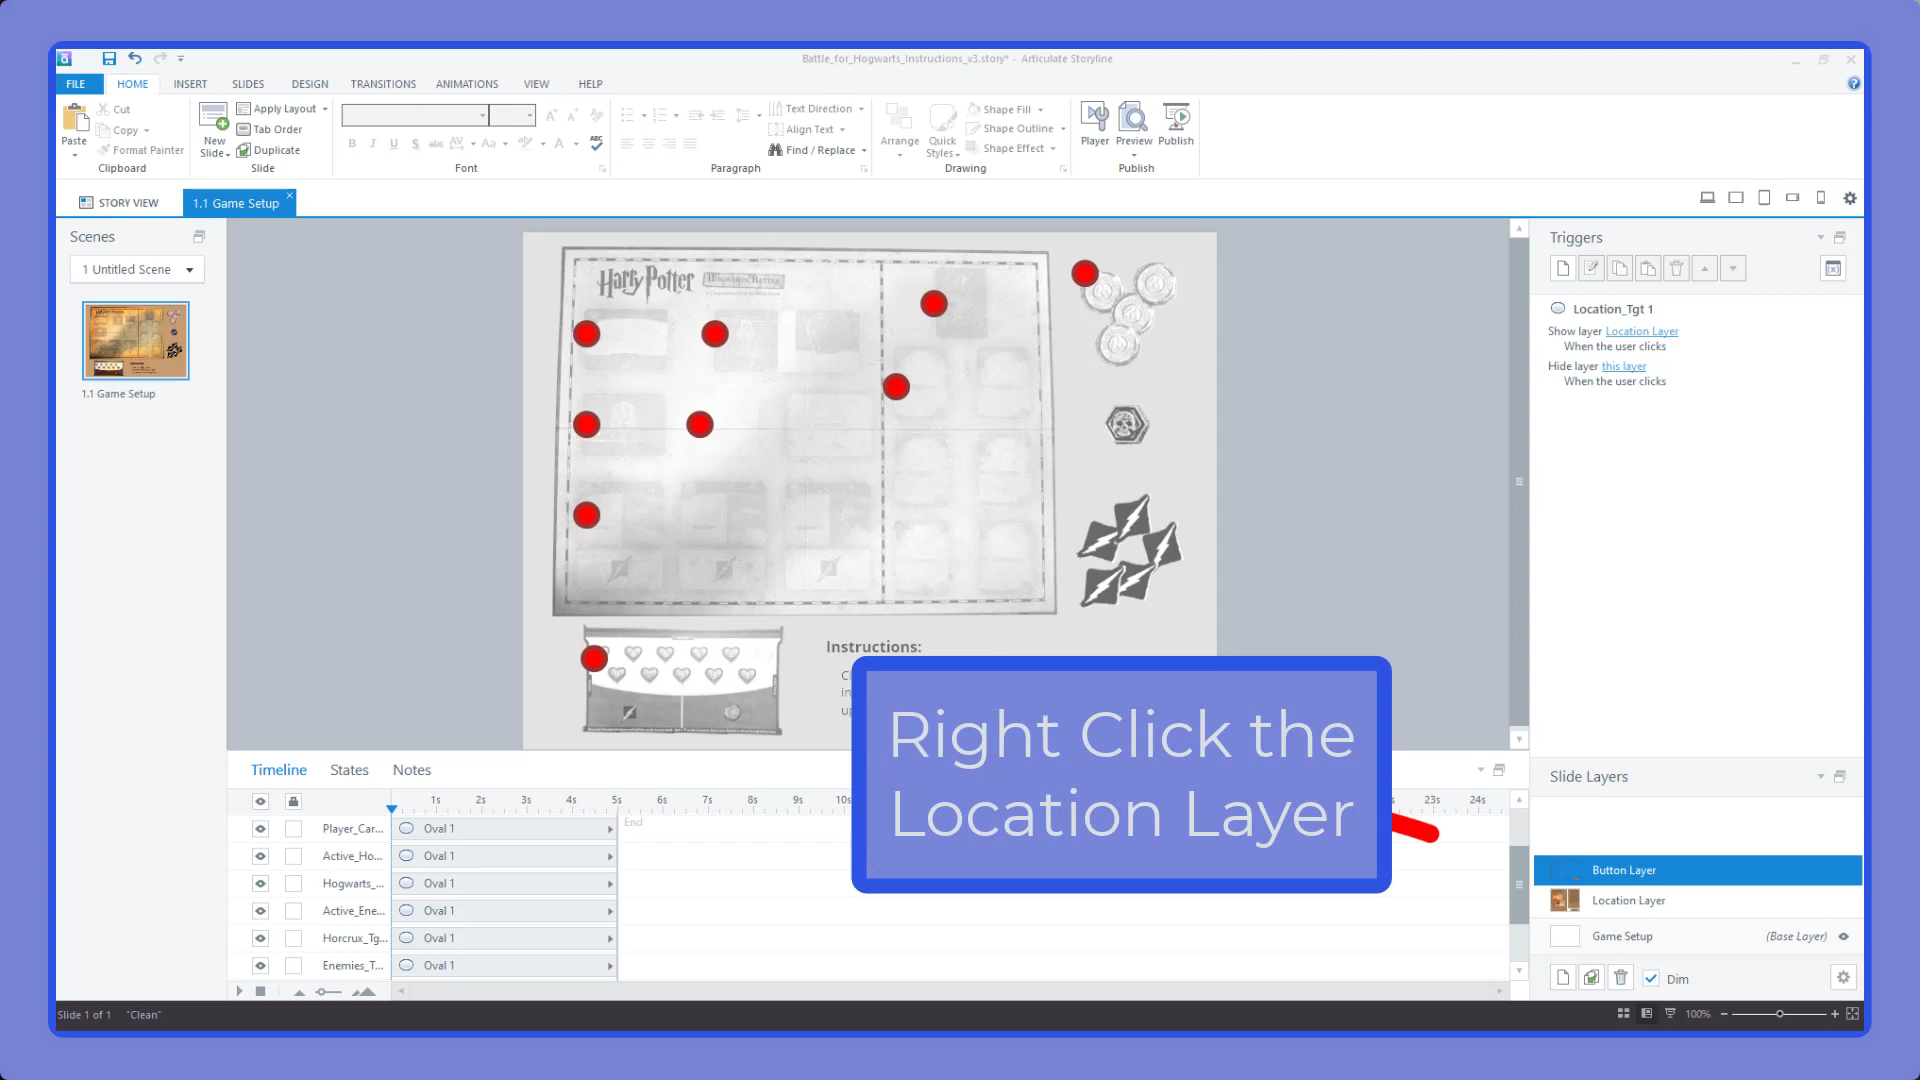 Battle_for_Hogwarts_Instructions_v3.story* - Articulate Storyline
FILE
HOME
INSERT
SLIDES
DESIGN
TRANSITIONS
ANIMATIONS
VIEW
HELP
Paste
Cut
Copy
Format Painter
Clipboard
New
Slide
Apply Layout
Tab Order
Duplicate
Slide
Font
Text Direction
Align Text
Find / Replace
Paragraph
Arrange
Quick
Styles
Shape Fill
Shape Outline
Shape Effect
Drawing
Player
Preview
Publish
Publish
STORY VIEW
1.1 Game Setup
Scenes
1 Untitled Scene
1.1 Game Setup
Harry Potter
Hogwarts Battle
Instructions:
Right Click the
Location Layer
Triggers
Location_Tgt 1
Show layer Location Layer
When the user clicks
Hide layer this layer
When the user clicks
Timeline
States
Notes
1s 2s 3s 4s 5s 6s 7s 8s 9s 10s 23s 24s
End
Player_Car... Oval 1
Active_Ho... Oval 1
Hogwarts_... Oval 1
Active_Ene... Oval 1
Horcrux_Tg... Oval 1
Enemies_T... Oval 1
Slide Layers
Button Layer
Location Layer
Game Setup (Base Layer)
Dim
Slide 1 of 1 "Clean"
100%